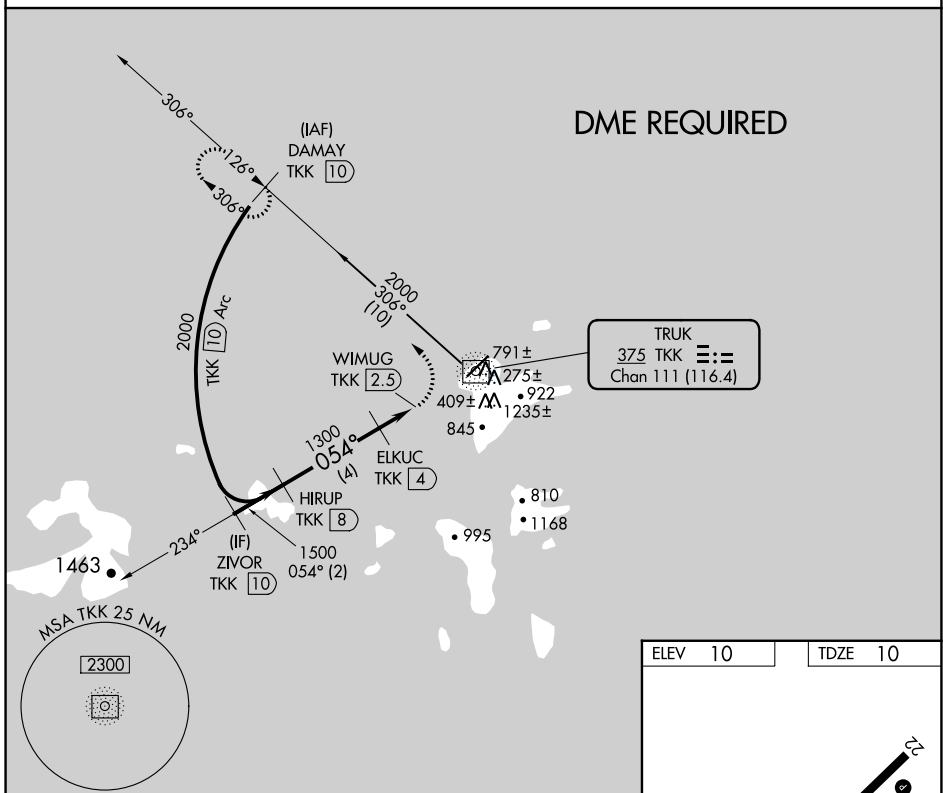 DME REQUIRED
306°
(IAF)
DAMAY
TKK 10
126°
306°
2000
TKK 10 Arc
2000
306°
(10)
WIMUG
TKK 2.5
791±
275±
922
409±
1235±
845
TRUK
375 TKK
Chan 111 (116.4)
1300
054°
(4)
ELKUC
TKK 4
HIRUP
TKK 8
810
1168
995
234°
(IF)
ZIVOR
TKK 10
1500
054° (2)
1463
MSA TKK 25 NM
2300
ELEV 10
TDZE 10
22
P